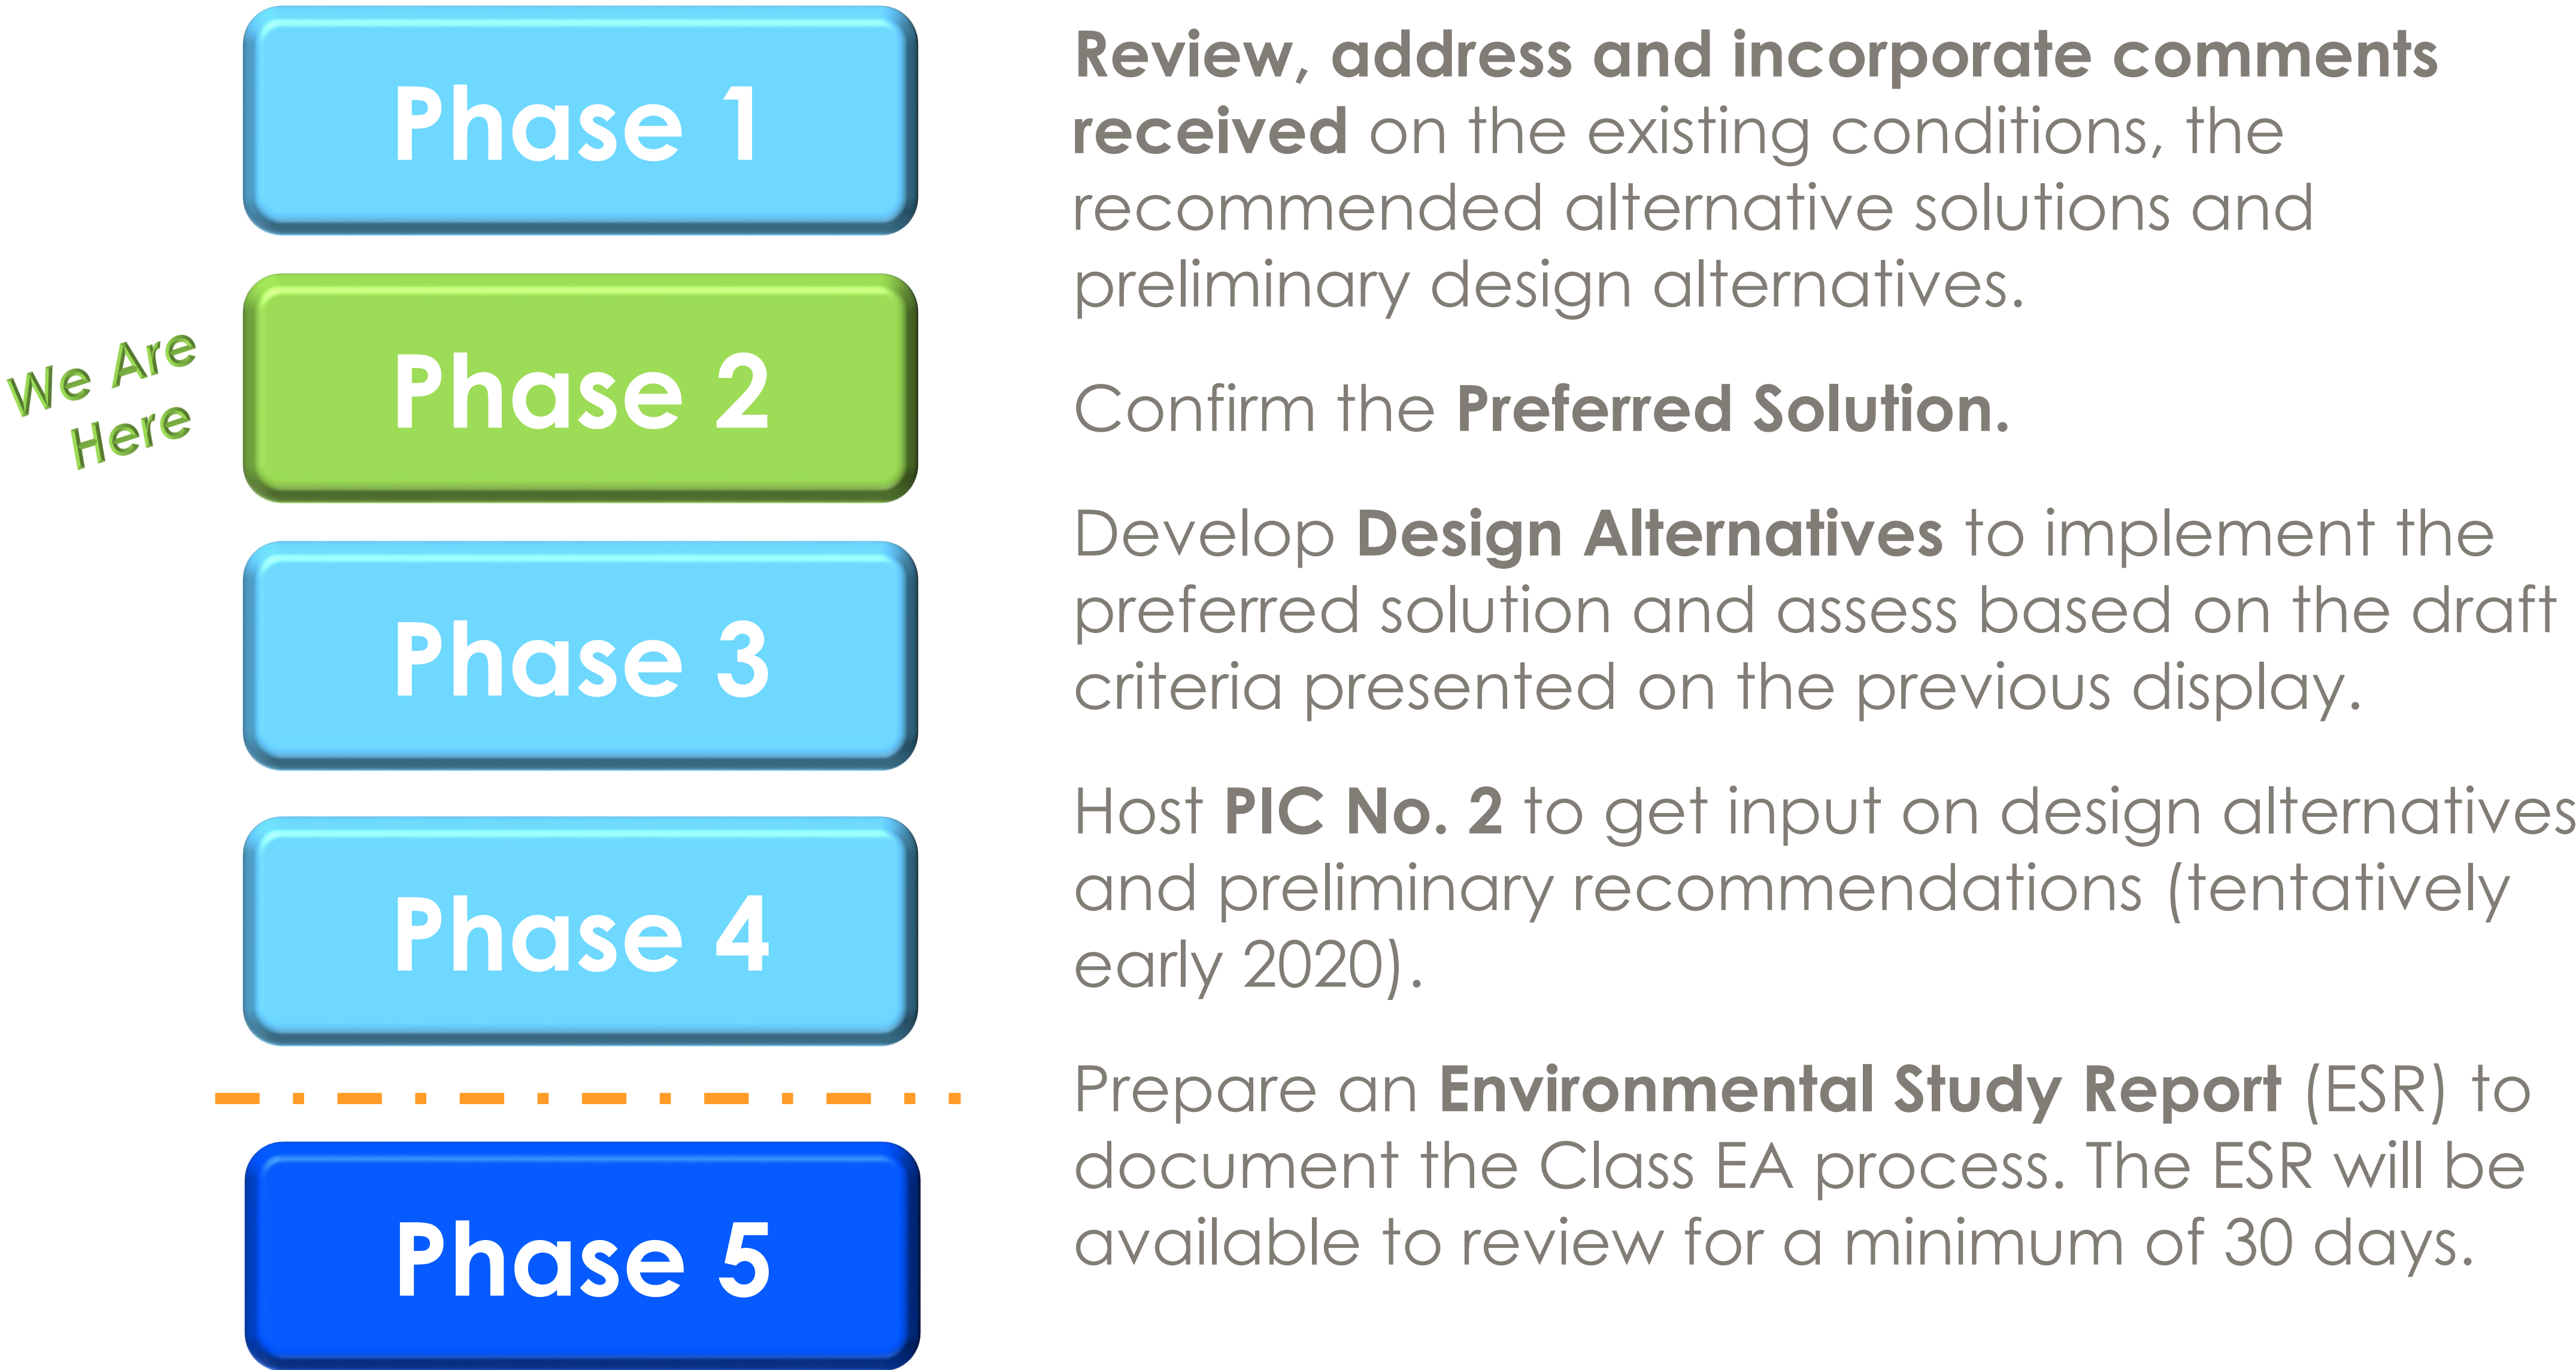 Phase 1
We Are
Here
Phase 2
Phase 3
Phase 4
Phase 5
Review, address and incorporate comments
received on the existing conditions, the
recommended alternative solutions and
preliminary design alternatives.
Confirm the Preferred Solution.
Develop Design Alternatives to implement the
preferred solution and assess based on the draft
criteria presented on the previous display.
Host PIC No. 2 to get input on design alternatives
and preliminary recommendations (tentatively
early 2020).
Prepare an Environmental Study Report (ESR) to
document the Class EA process. The ESR will be
available to review for a minimum of 30 days.